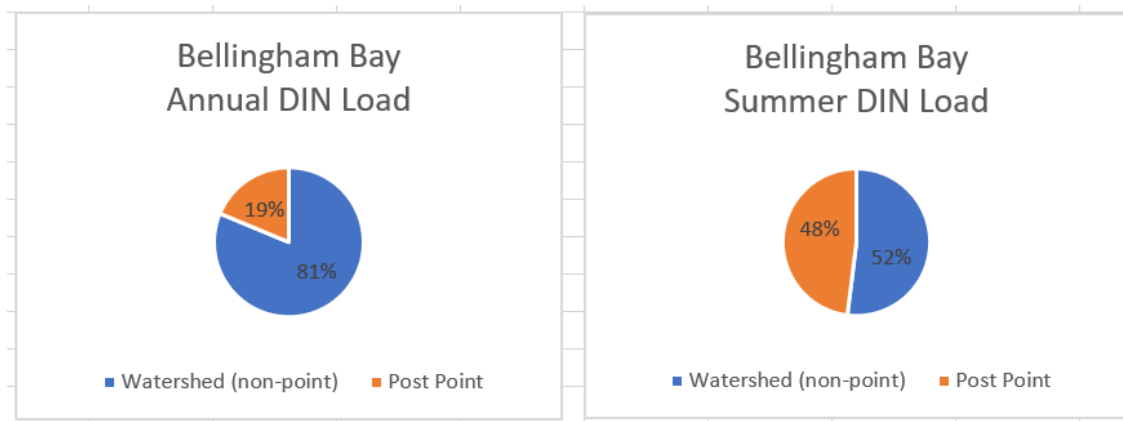 Bellingham Bay
Annual DIN Load
19%
81%
Watershed (non-point) Post Point
Bellingham Bay
Summer DIN Load
48%
52%
Watershed (non-point) Post Point